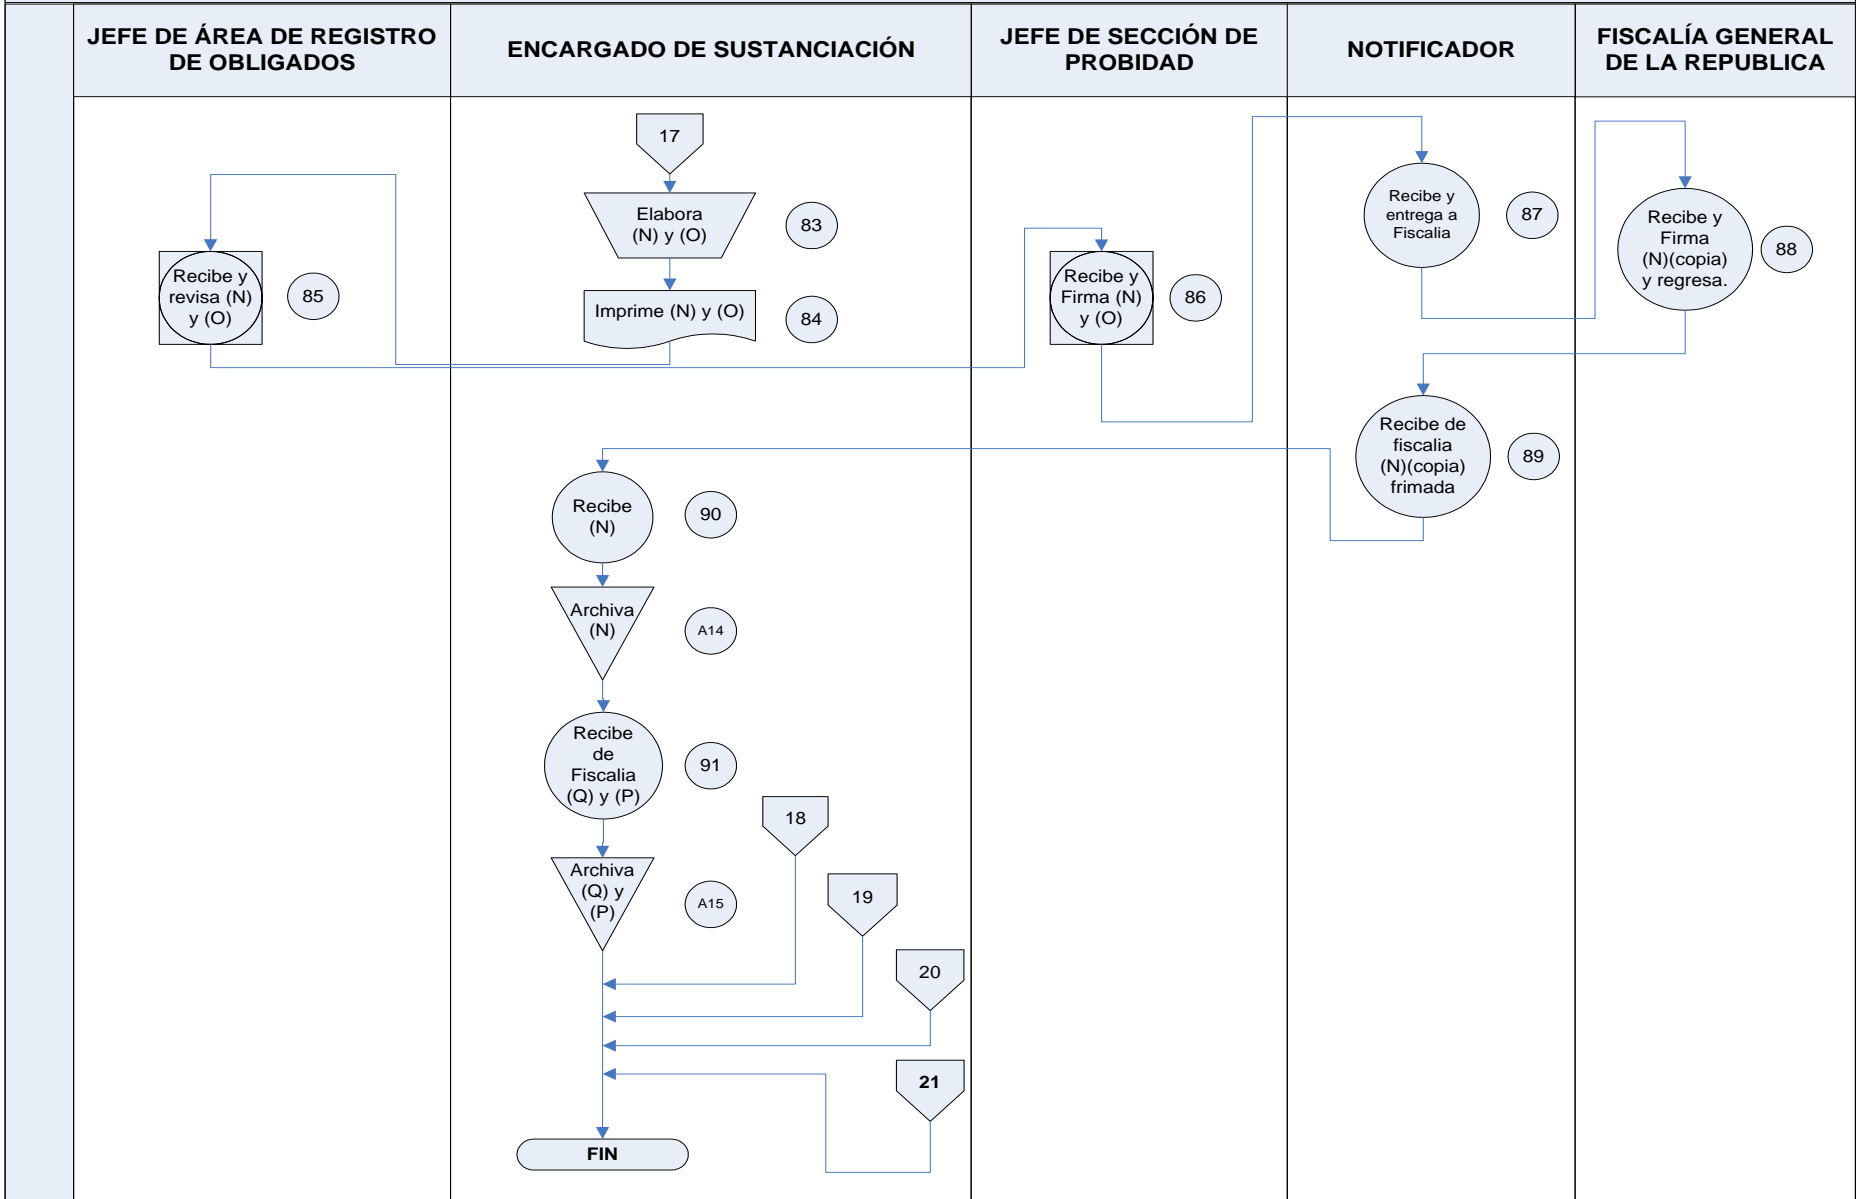 JEFE DE ÁREA DE REGISTRO
DE OBLIGADOS
ENCARGADO DE SUSTANCIACIÓN
JEFE DE SECCIÓN DE
PROBIDAD
NOTIFICADOR
FISCALÍA GENERAL
DE LA REPUBLICA
17
Elabora
(N) y (O)
83
Imprime (N) y (O)
84
Recibe y
revisa (N)
y (O)
85
Recibe y
Firma (N)
y (O)
86
Recibe y
entrega a
Fiscalia
87
Recibe y
Firma
(N)(copia)
y regresa.
88
Recibe de
fiscalia
(N)(copia)
frimada
89
Recibe
(N)
90
Archiva
(N)
A14
Recibe
de
Fiscalia
(Q) y (P)
91
Archiva
(Q) y
(P)
A15
18
19
20
21
FIN